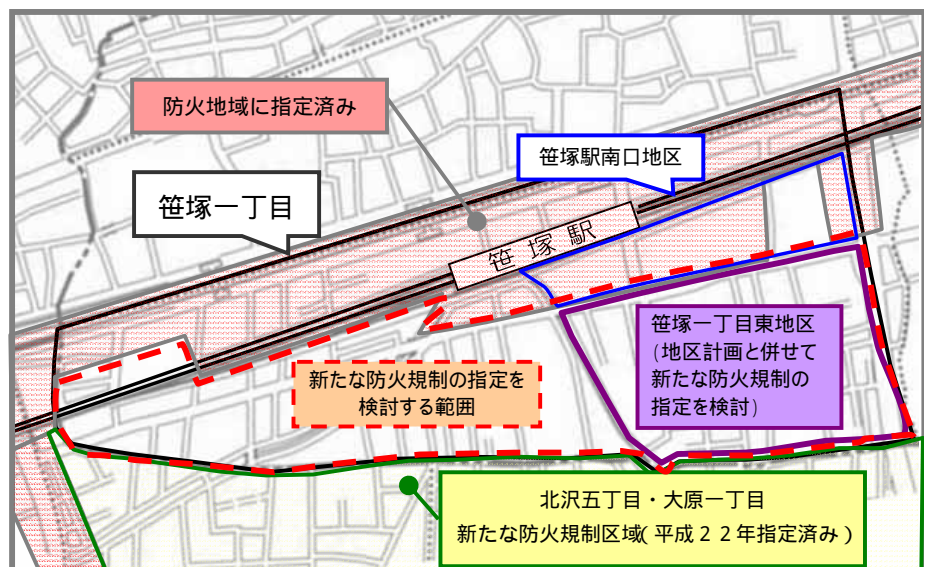 防火地域に指定済み
笹塚駅南口地区
笹塚一丁目
笹塚駅
笹塚一丁目東地区
(地区計画と併せて
新たな防火規制の
指定を検討)
新たな防火規制の指定を
検討する範囲
北沢五丁目・大原一丁目
新たな防火規制区域(平成２２年指定済み)